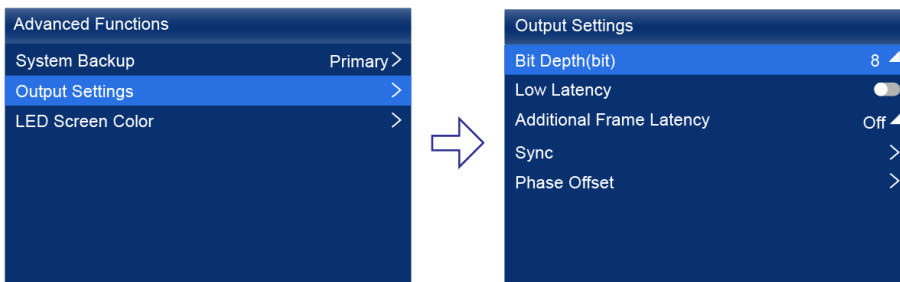 Advanced Functions
System Backup Primary
Output Settings
LED Screen Color
Output Settings
Bit Depth(bit) 8
Low Latency
Additional Frame Latency Off
Sync
Phase Offset